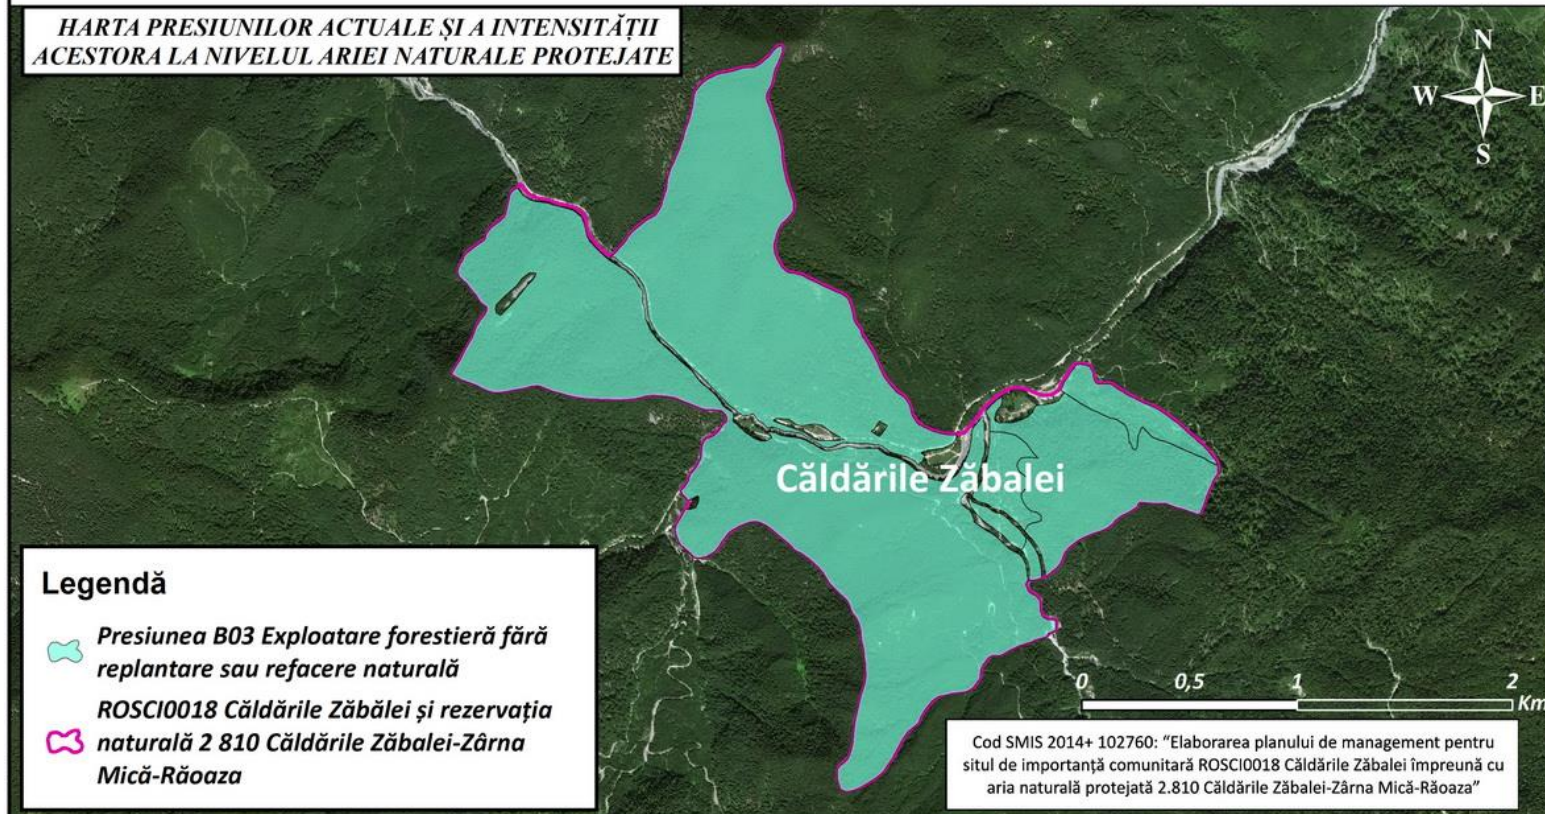 HARTA PRESIUNILOR ACTUALE ȘI A INTENSITĂȚII
ACESTORA LA NIVELUL ARIEI NATURALE PROTEJATE
N
W E
S
Căldările Zăbalei
Legendă
Presiunea B03 Exploatare forestieră fără
replantare sau refacere naturală
ROSCI0018 Căldările Zăbălei și rezervația
naturală 2 810 Căldările Zăbalei-Zârna
Mică-Răoaza
0 0,5 1 2
Km
Cod SMIS 2014+ 102760: “Elaborarea planului de management pentru
situl de importanță comunitară ROSCI0018 Căldările Zăbalei împreună cu
aria naturală protejată 2.810 Căldările Zăbalei-Zârna Mică-Răoaza”